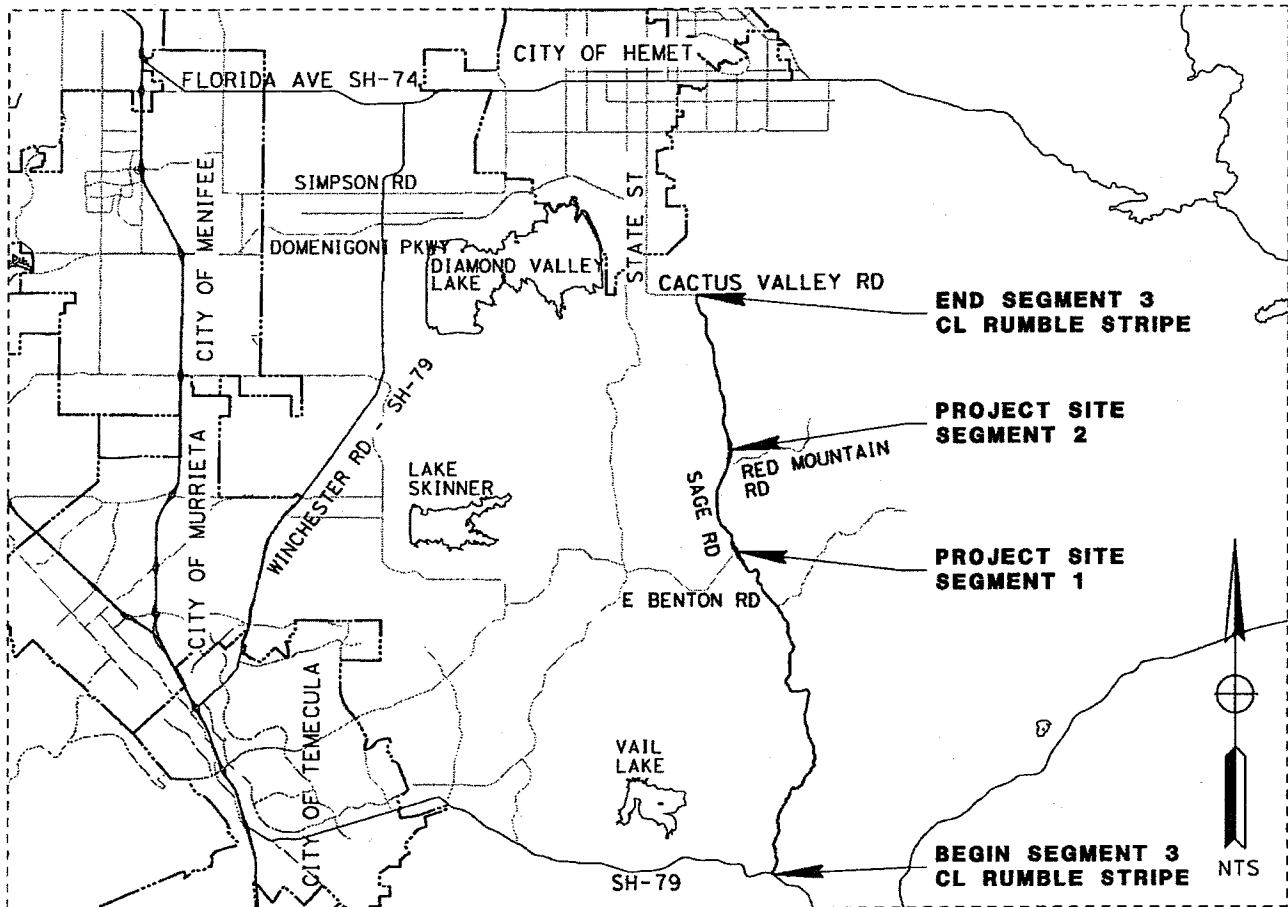 CITY OF HEMET
FLORIDA AVE SH-74
CITY OF MENIFEE
SIMPSON RD
STATE ST
DOMENIGONI PKWY
DIAMOND VALLEY
LAKE
CACTUS VALLEY RD
END SEGMENT 3
CL RUMBLE STRIPE
WINCHESTER RD - SH-79
PROJECT SITE
SEGMENT 2
RED MOUNTAIN
RD
LAKE
SKINNER
SAGE RD
CITY OF MURRIETA
PROJECT SITE
SEGMENT 1
E BENTON RD
CITY OF TEMECULA
VAIL
LAKE
BEGIN SEGMENT 3
CL RUMBLE STRIPE
NTS
SH-79